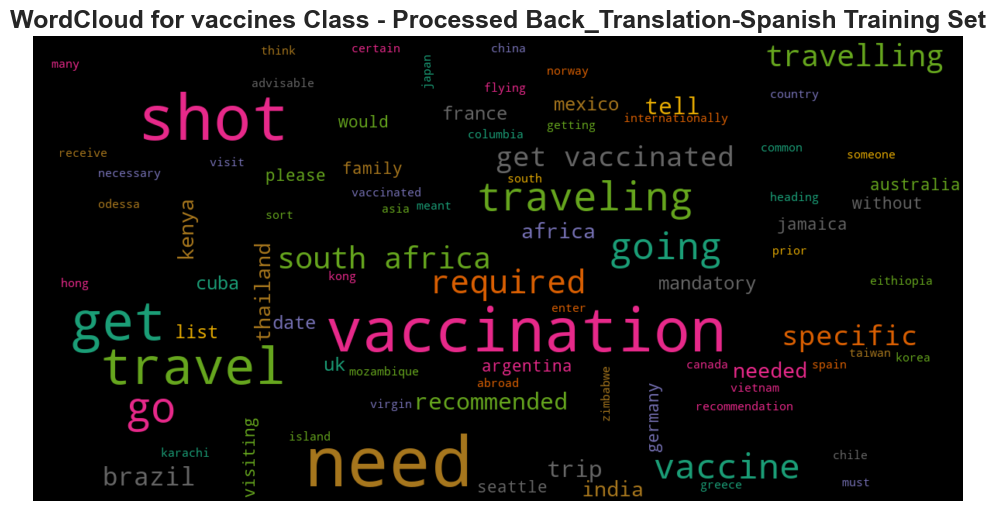 WordCloud for vaccines Class - Processed Back_Translation-Spanish Training Set
many
think
certain
china
travelling
advisable
japan
flying
norway
country
shot
would
france
mexico
tell
columbia
getting
internationally
receive
necessary
visit
please
family
get vaccinated
common
someone
vaccinated
south
traveling
heading
australia
without
odessa
kenya
sort
asia
meant
africa
going
jamaica
prior
south africa
hong
cuba
thailand
kong
required
mandatory
eithiopia
get
list
date
vaccination
enter
specific
travel
uk
mozambique
argentina
abroad
canada
needed
spain
taiwan
korea
vietnam
go
virgin
recommended
zimbabwe
germany
recommendation
karachi
visiting
island
need
brazil
seattle
trip
india
vaccine
greece
chile
must